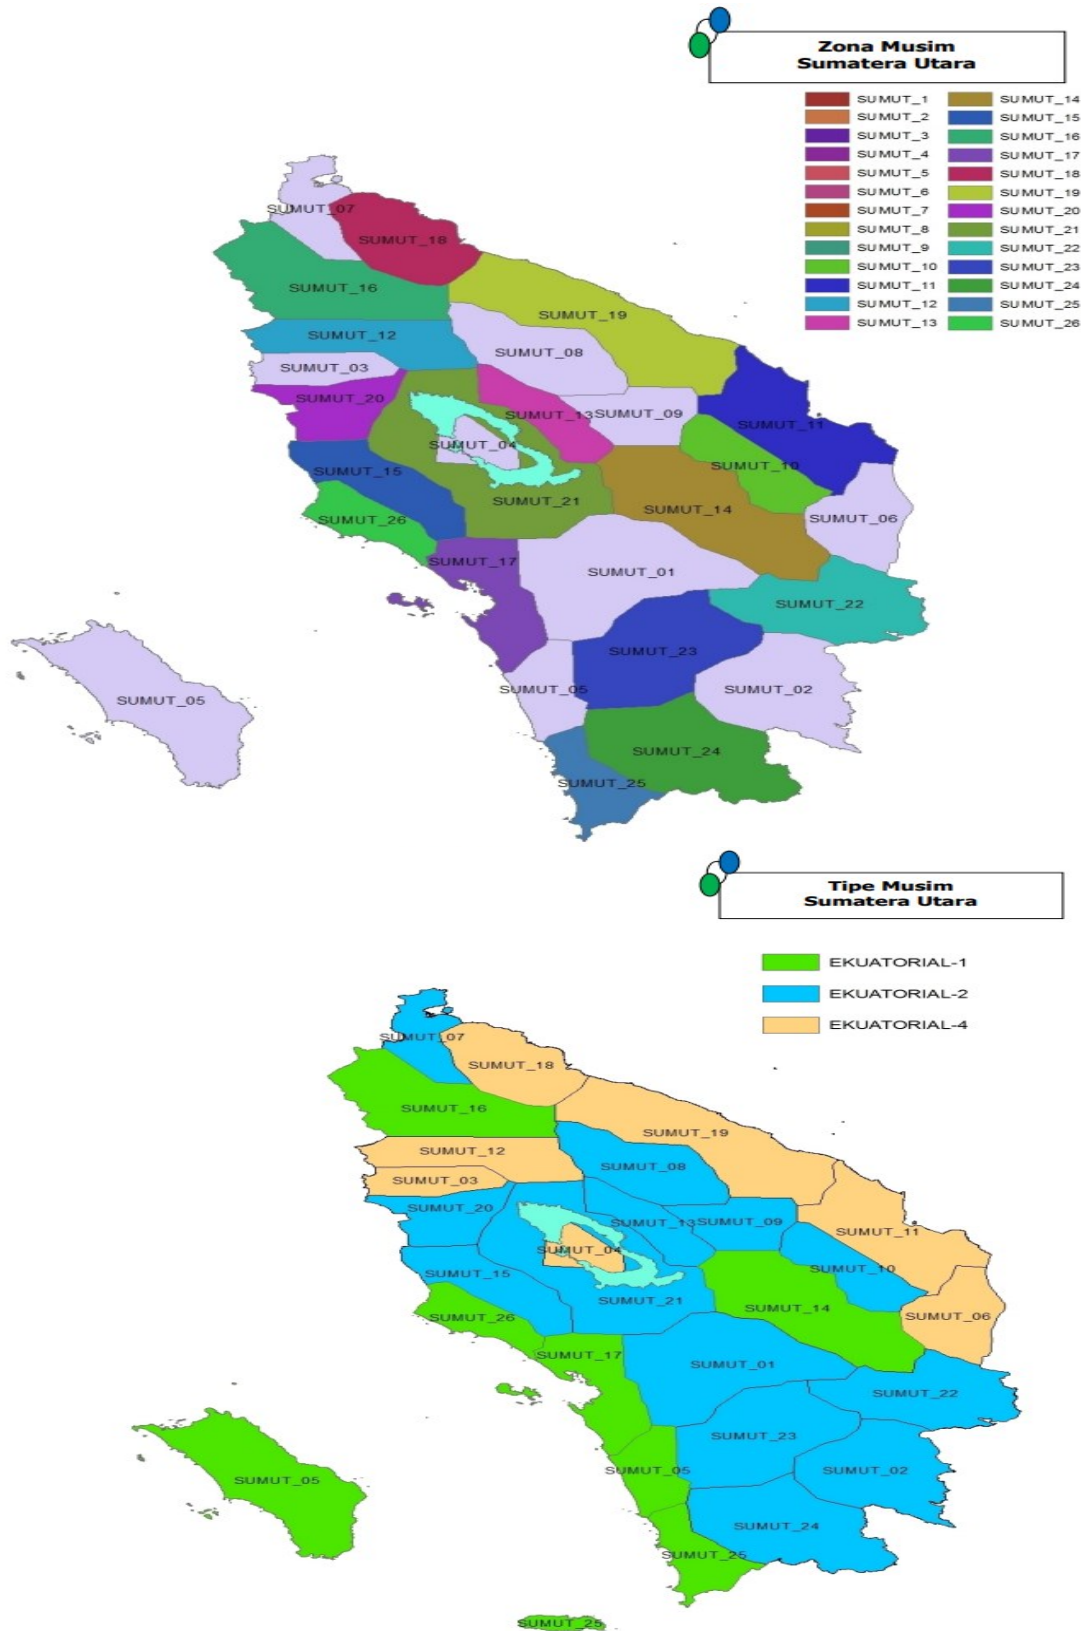 Zona Musim
Sumatera Utara
SUMUT_1
SUMUT_2
SUMUT_3
SUMUT_4
SUMUT_5
SUMUT_6
SUMUT_7
SUMUT_8
SUMUT_9
SUMUT_10
SUMUT_11
SUMUT_12
SUMUT_13
SUMUT_14
SUMUT_15
SUMUT_16
SUMUT_17
SUMUT_18
SUMUT_19
SUMUT_20
SUMUT_21
SUMUT_22
SUMUT_23
SUMUT_24
SUMUT_25
SUMUT_26
SUMUT_07
SUMUT_18
SUMUT_16
SUMUT_19
SUMUT_12
SUMUT_08
SUMUT_03
SUMUT_20
SUMUT_13
SUMUT_09
SUMUT_11
SUMUT_04
SUMUT_10
SUMUT_15
SUMUT_21
SUMUT_14
SUMUT_26
SUMUT_06
SUMUT_17
SUMUT_01
SUMUT_22
SUMUT_23
SUMUT_05
SUMUT_02
SUMUT_05
SUMUT_24
SUMUT_25
Tipe Musim
Sumatera Utara
EKUATORIAL-1
EKUATORIAL-2
EKUATORIAL-4
SUMUT_07
SUMUT_18
SUMUT_16
SUMUT_19
SUMUT_12
SUMUT_08
SUMUT_03
SUMUT_20
SUMUT_13
SUMUT_09
SUMUT_11
SUMUT_04
SUMUT_10
SUMUT_15
SUMUT_21
SUMUT_14
SUMUT_26
SUMUT_06
SUMUT_17
SUMUT_01
SUMUT_22
SUMUT_23
SUMUT_05
SUMUT_02
SUMUT_05
SUMUT_24
SUMUT_25
SUMUT_25